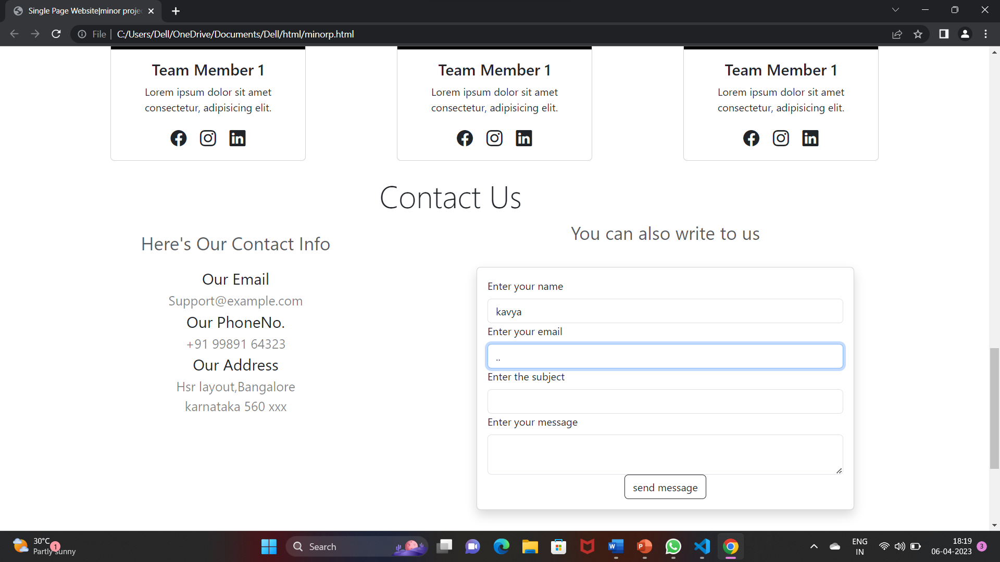 Single Page Website|minor proje
File
C:/Users/Dell/OneDrive/Documents/Dell/html/minorp.html
Team Member 1
Lorem ipsum dolor sit amet
consectetur, adipisicing elit.
Team Member 1
Lorem ipsum dolor sit amet
consectetur, adipisicing elit.
Team Member 1
Lorem ipsum dolor sit amet
consectetur, adipisicing elit.
Contact Us
Here's Our Contact Info
Our Email
Support@example.com
Our PhoneNo.
+91 99891 64323
Our Address
Hsr layout,Bangalore
karnataka 560 xxx
You can also write to us
Enter your name
kavya
Enter your email
..
Enter the subject
Enter your message
send message
30°C
1
Partly sunny
Search
ENG
IN
18:19
06-04-2023
3